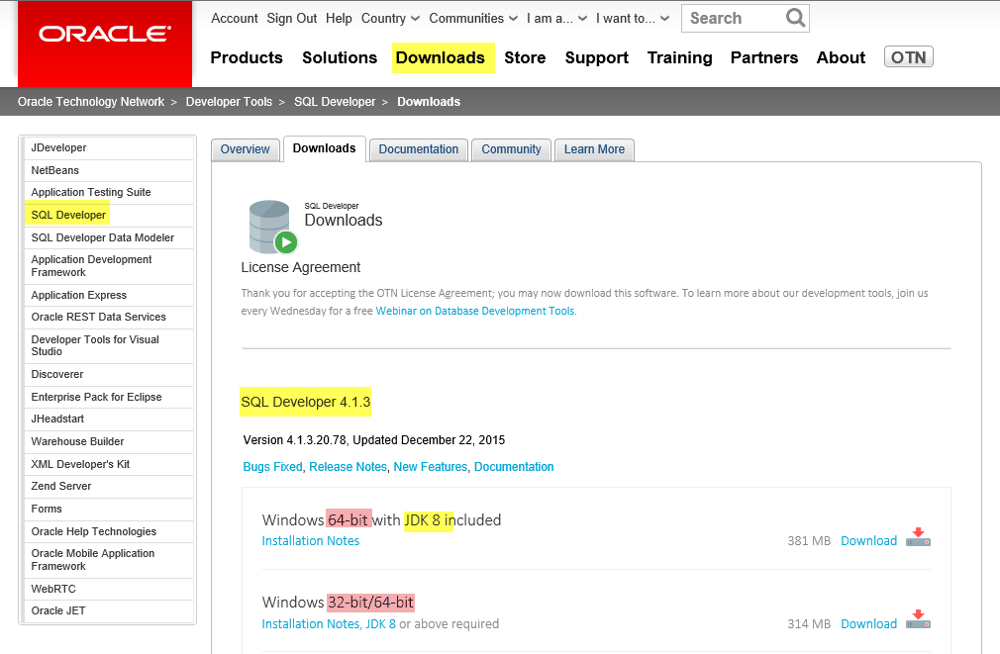 ORACLE
Account Sign Out Help Country Communities I am a... I want to... Search
Products Solutions Downloads Store Support Training Partners About OTN
Oracle Technology Network > Developer Tools > SQL Developer > Downloads
JDeveloper
NetBeans
Application Testing Suite
SQL Developer
SQL Developer Data Modeler
Application Development
Framework
Application Express
Oracle REST Data Services
Developer Tools for Visual
Studio
Discoverer
Enterprise Pack for Eclipse
JHeadstart
Warehouse Builder
XML Developer's Kit
Zend Server
Forms
Oracle Help Technologies
Oracle Mobile Application
Framework
WebRTC
Oracle JET
Overview Downloads Documentation Community Learn More
SQL Developer
Downloads
License Agreement
Thank you for accepting the OTN License Agreement; you may now download this software. To learn more about our development tools, join us
every Wednesday for a free Webinar on Database Development Tools.
SQL Developer 4.1.3
Version 4.1.3.20.78, Updated December 22, 2015
Bugs Fixed, Release Notes, New Features, Documentation
Windows 64-bit with JDK 8 included
Installation Notes 381 MB Download
Windows 32-bit/64-bit
Installation Notes, JDK 8 or above required 314 MB Download